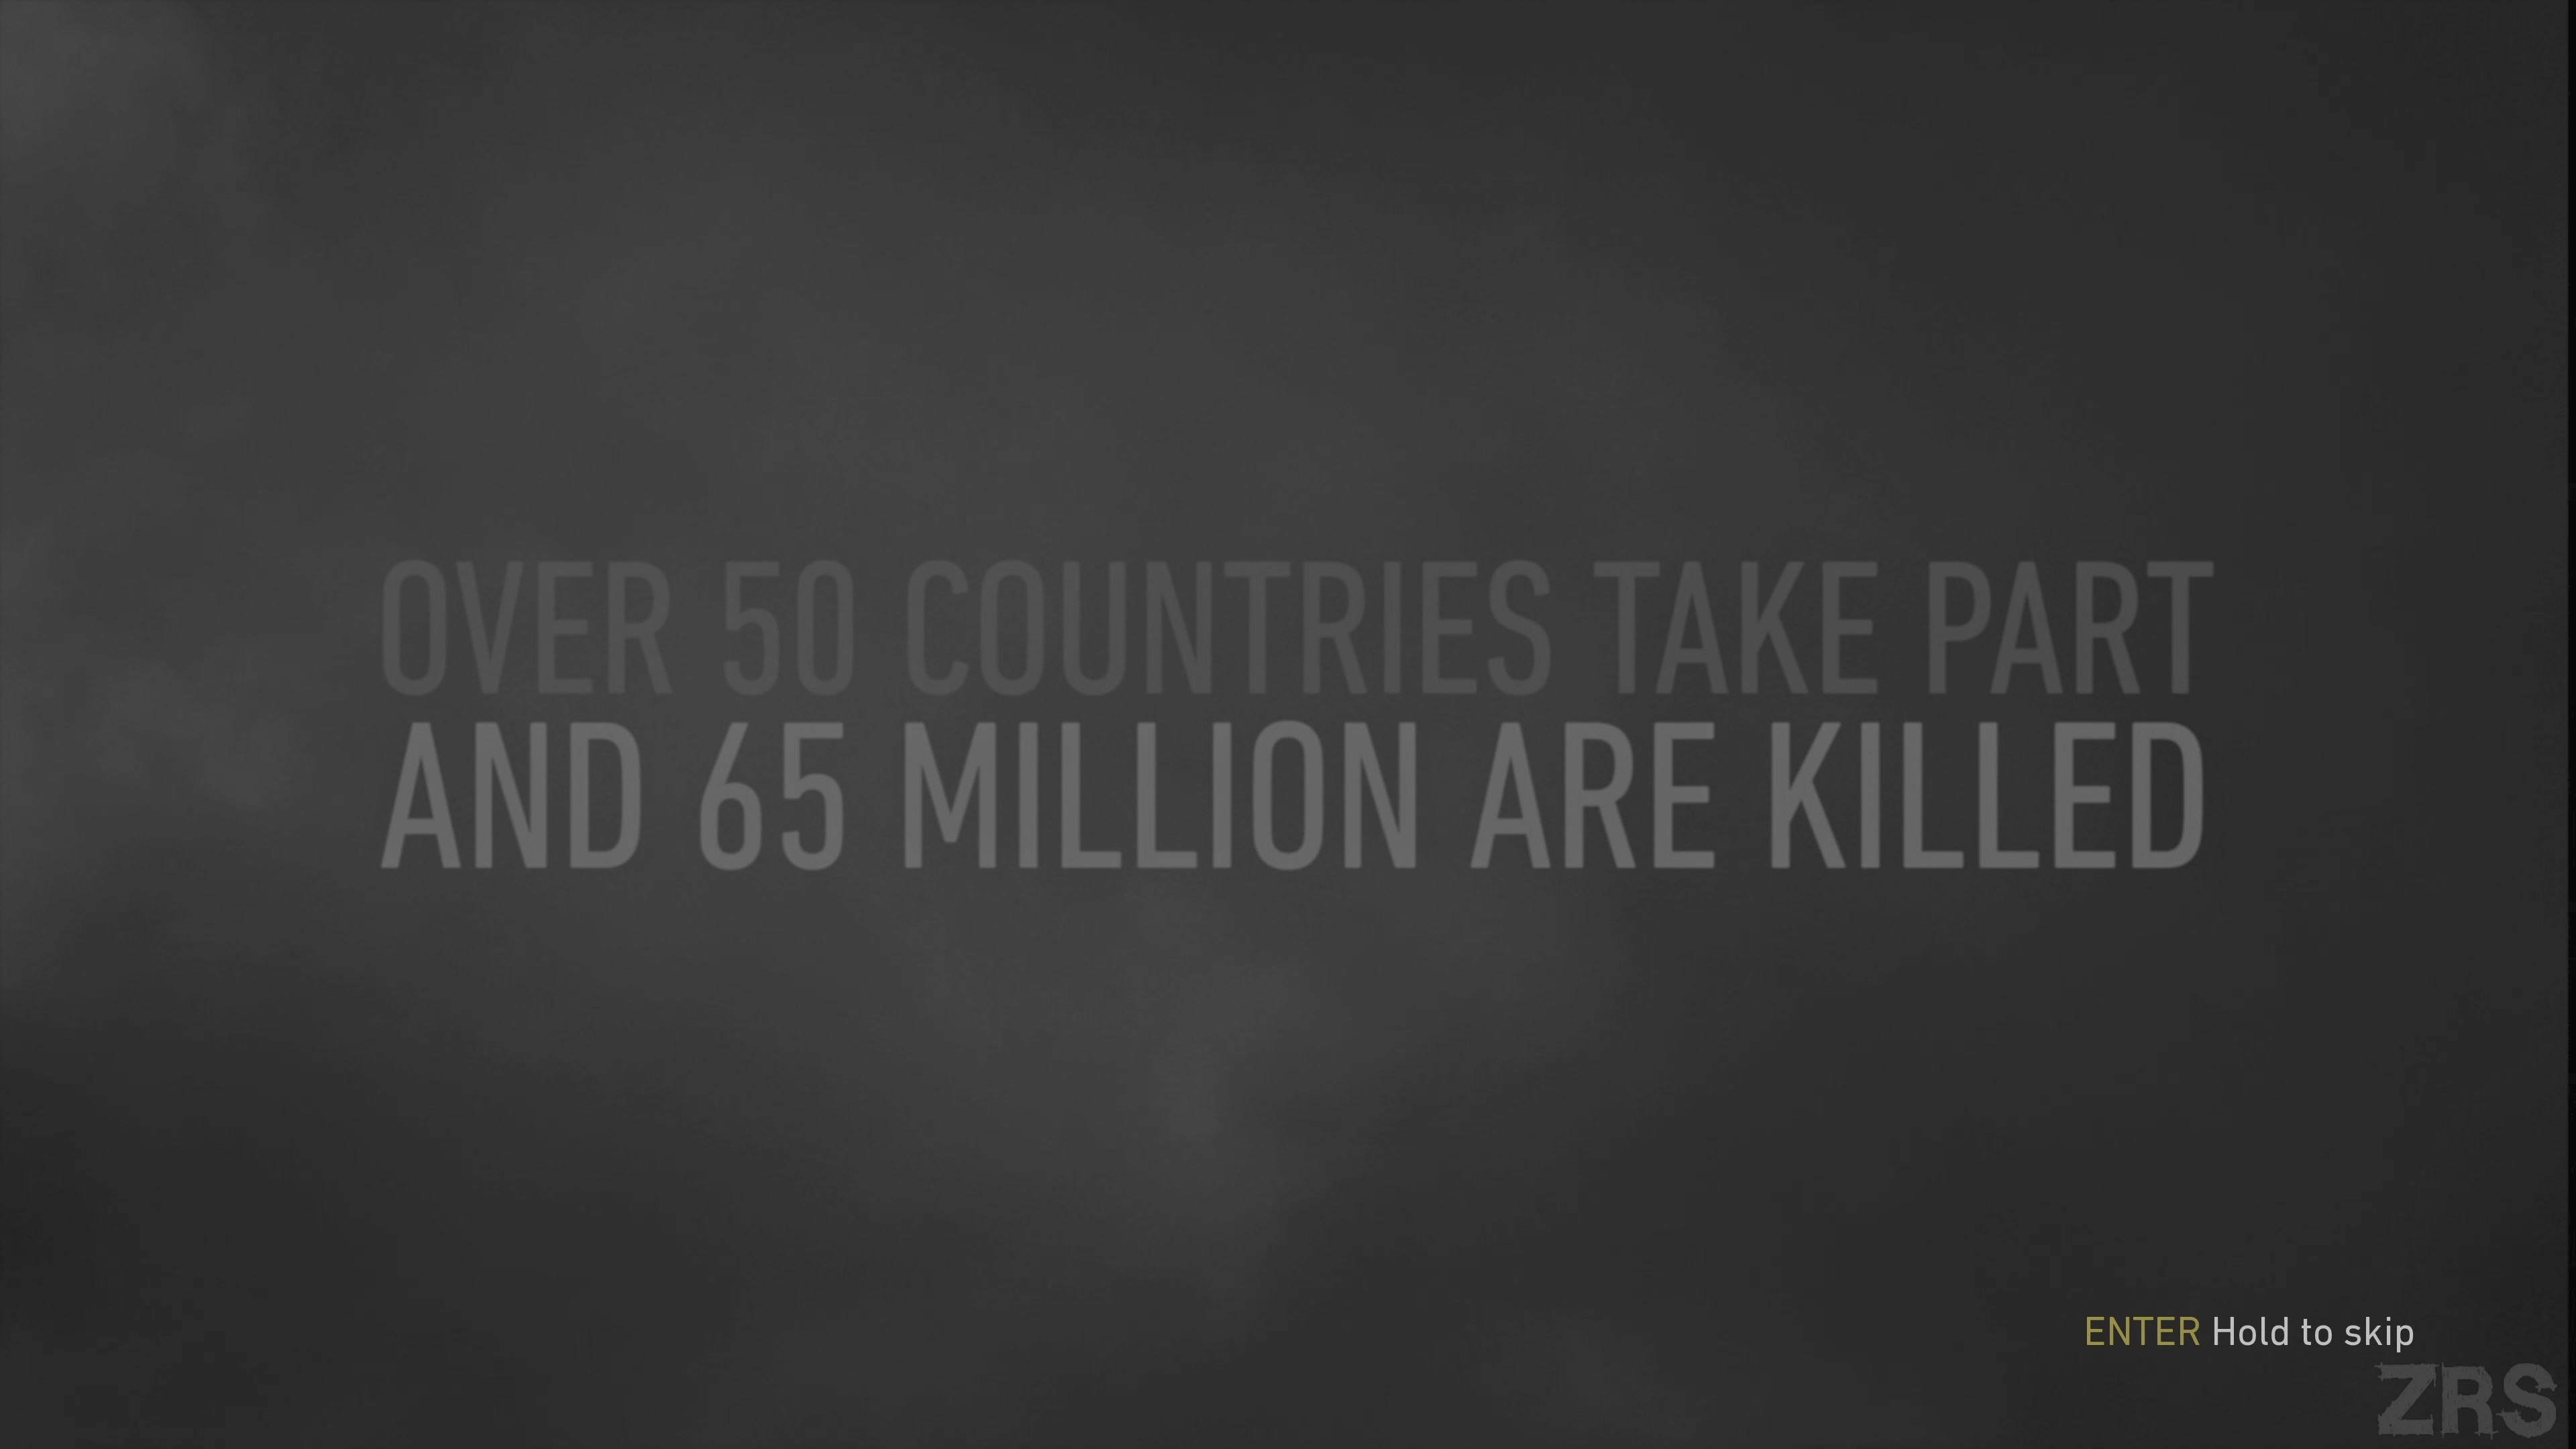 OVER 50 COUNTRIES TAKE PART
AND 65 MILLION ARE KILLED
ENTER Hold to skip
ZRS